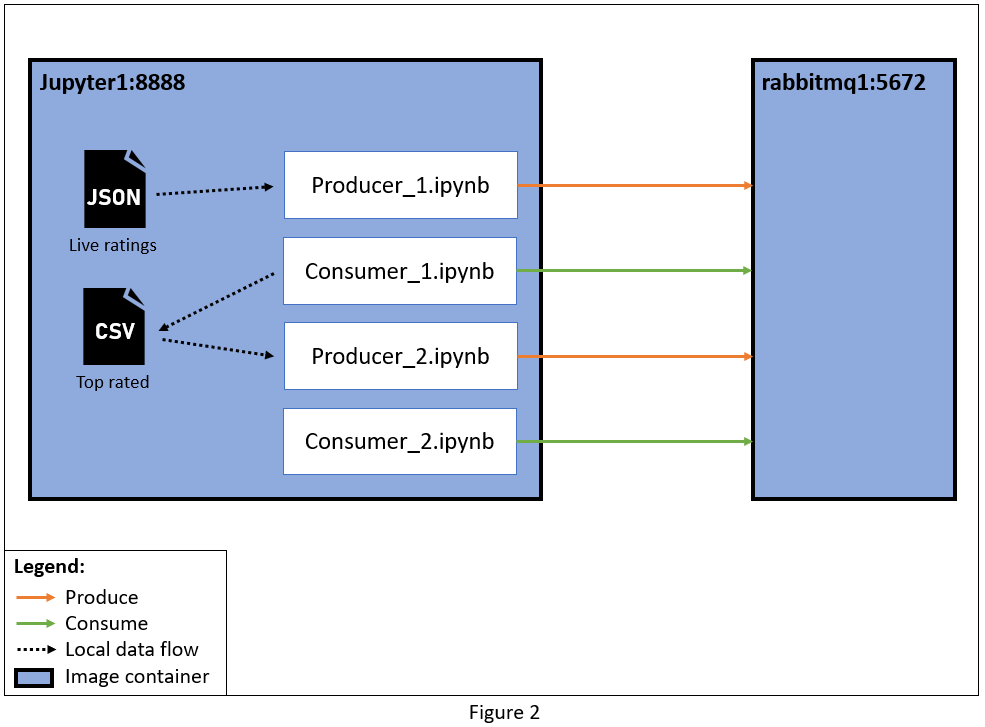 Jupyter1:8888
rabbitmq1:5672
JSON
Live ratings
Producer_1.ipynb
Consumer_1.ipynb
CSV
Top rated
Producer_2.ipynb
Consumer_2.ipynb
Legend:
Produce
Consume
Local data flow
Image container
Figure 2